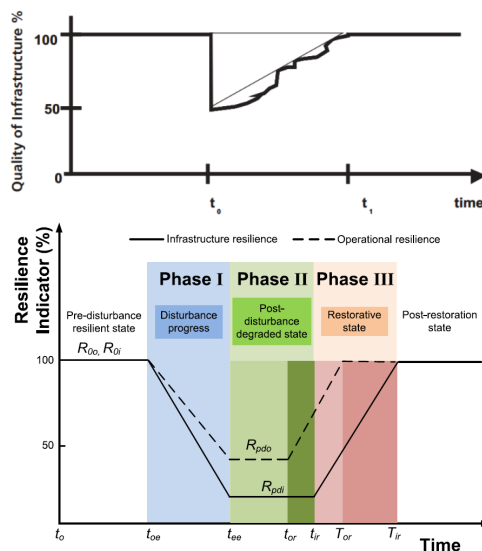 Quality of Infrastructure %
100
50
0
t0
t1
time
Resilience
Indicator (%)
Infrastructure resilience
Operational resilience
Phase I
Phase II
Phase III
Pre-disturbance
resilient state
Disturbance
progress
Post-
disturbance
degraded state
Restorative
state
Post-restoration
state
R0o, R0i
100
50
Rpdo
Rpdi
to
toe
tee
tor
tir
Tor
Tir
Time